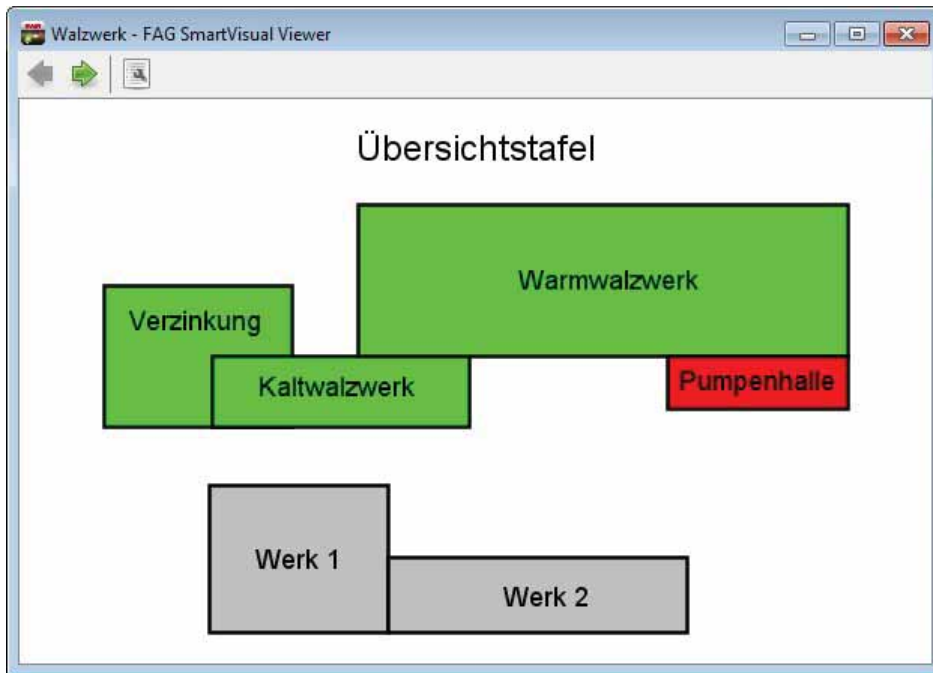 Walzwerk - FAG SmartVisual Viewer
Übersichtstafel
Warmwalzwerk
Verzinkung
Kaltwalzwerk
Pumpenhalle
Werk 1
Werk 2